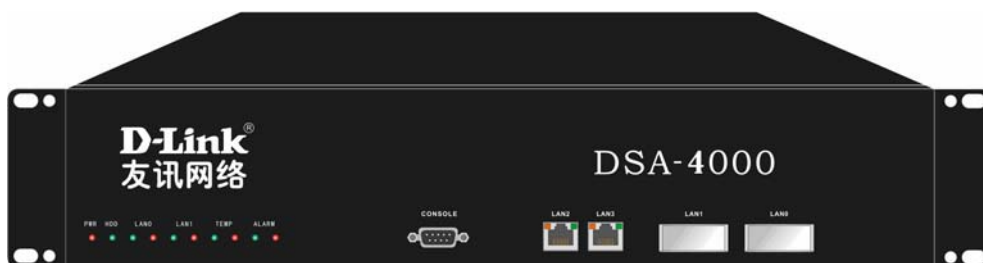 D-Link®
友讯网络
DSA-4000
PWR HDD LAN0 LAN1 TEMP ALARM
CONSOLE
LAN2 LAN3
LAN1
LAN0